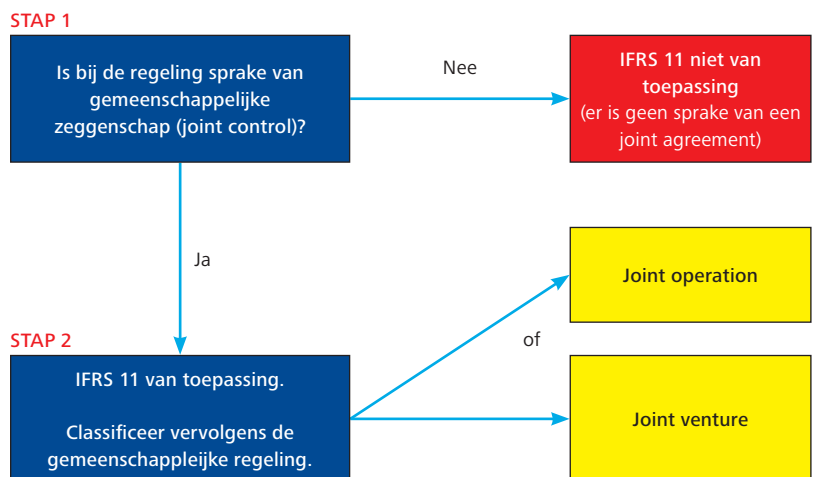 STAP 1
Is bij de regeling sprake van
gemeenschappelijke
zeggenschap (joint control)?
Nee
IFRS 11 niet van
toepassing
(er is geen sprake van een
joint agreement)
Ja
Joint operation
of
STAP 2
IFRS 11 van toepassing.
Classificeer vervolgens de
gemeenschappleijke regeling.
Joint venture